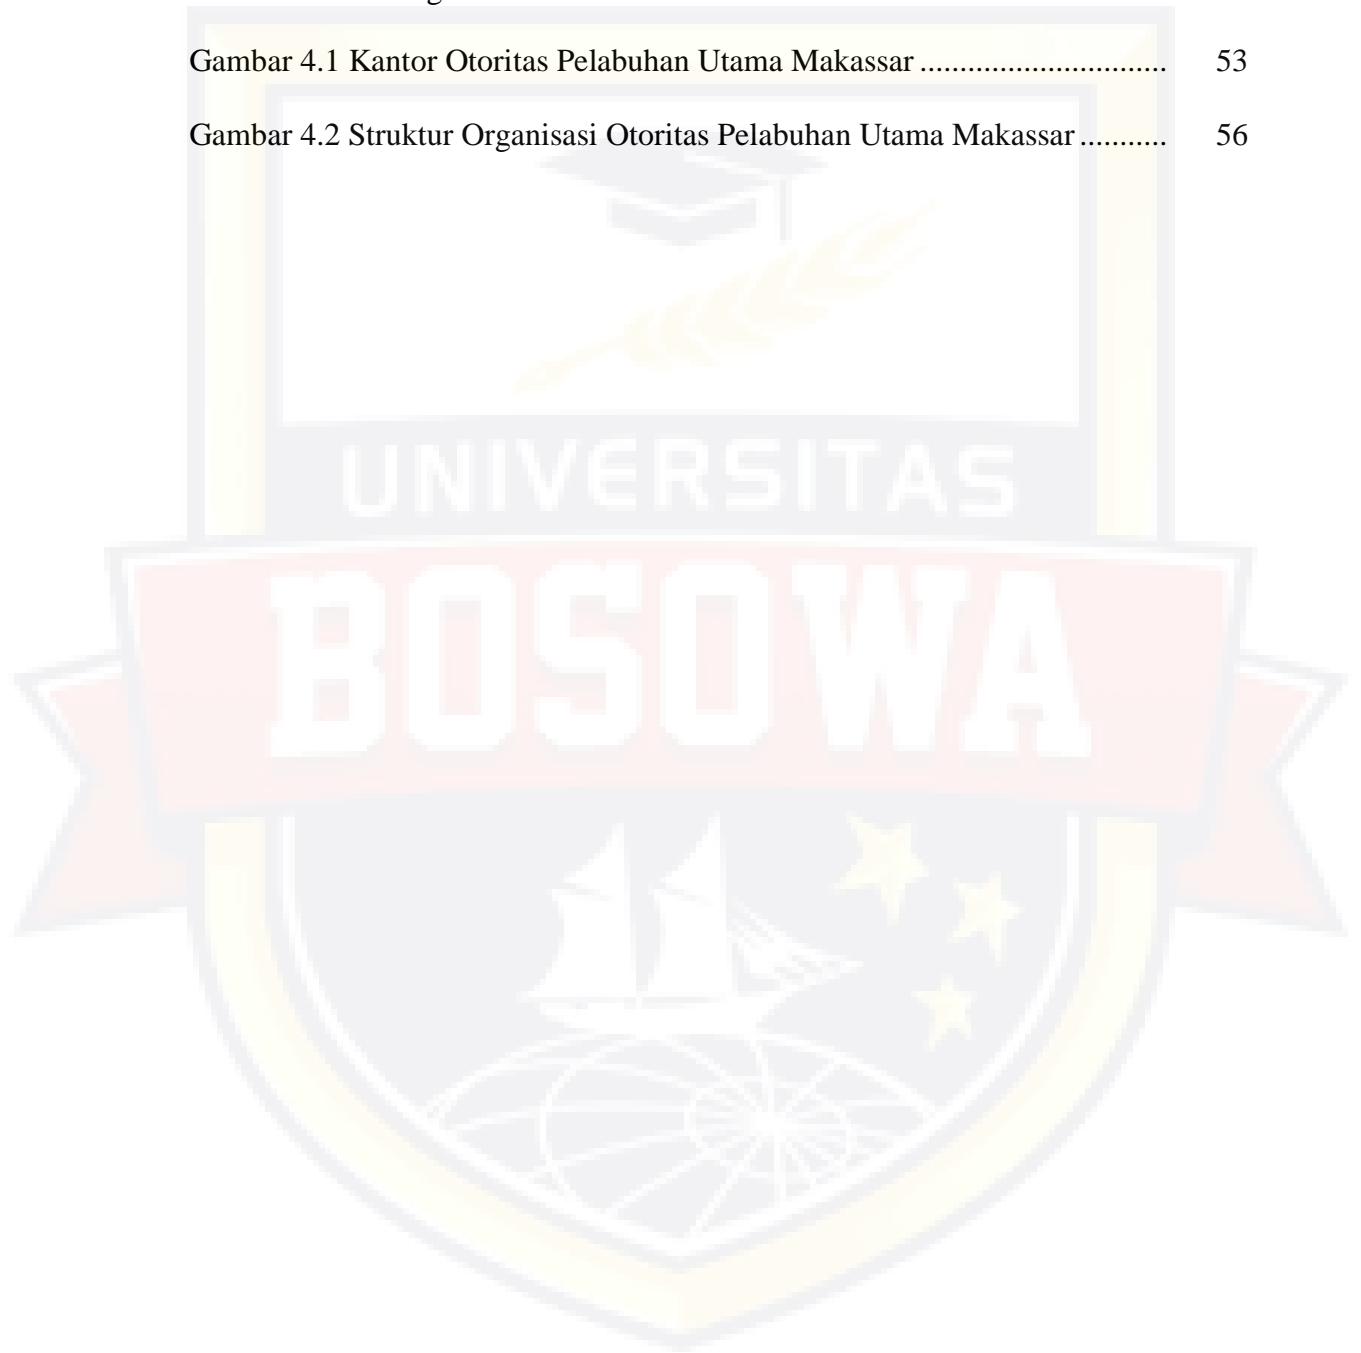 Gambar 4.1 Kantor Otoritas Pelabuhan Utama Makassar ............................... 53
Gambar 4.2 Struktur Organisasi Otoritas Pelabuhan Utama Makassar ........... 56
UNIVERSITAS
BOSOWA